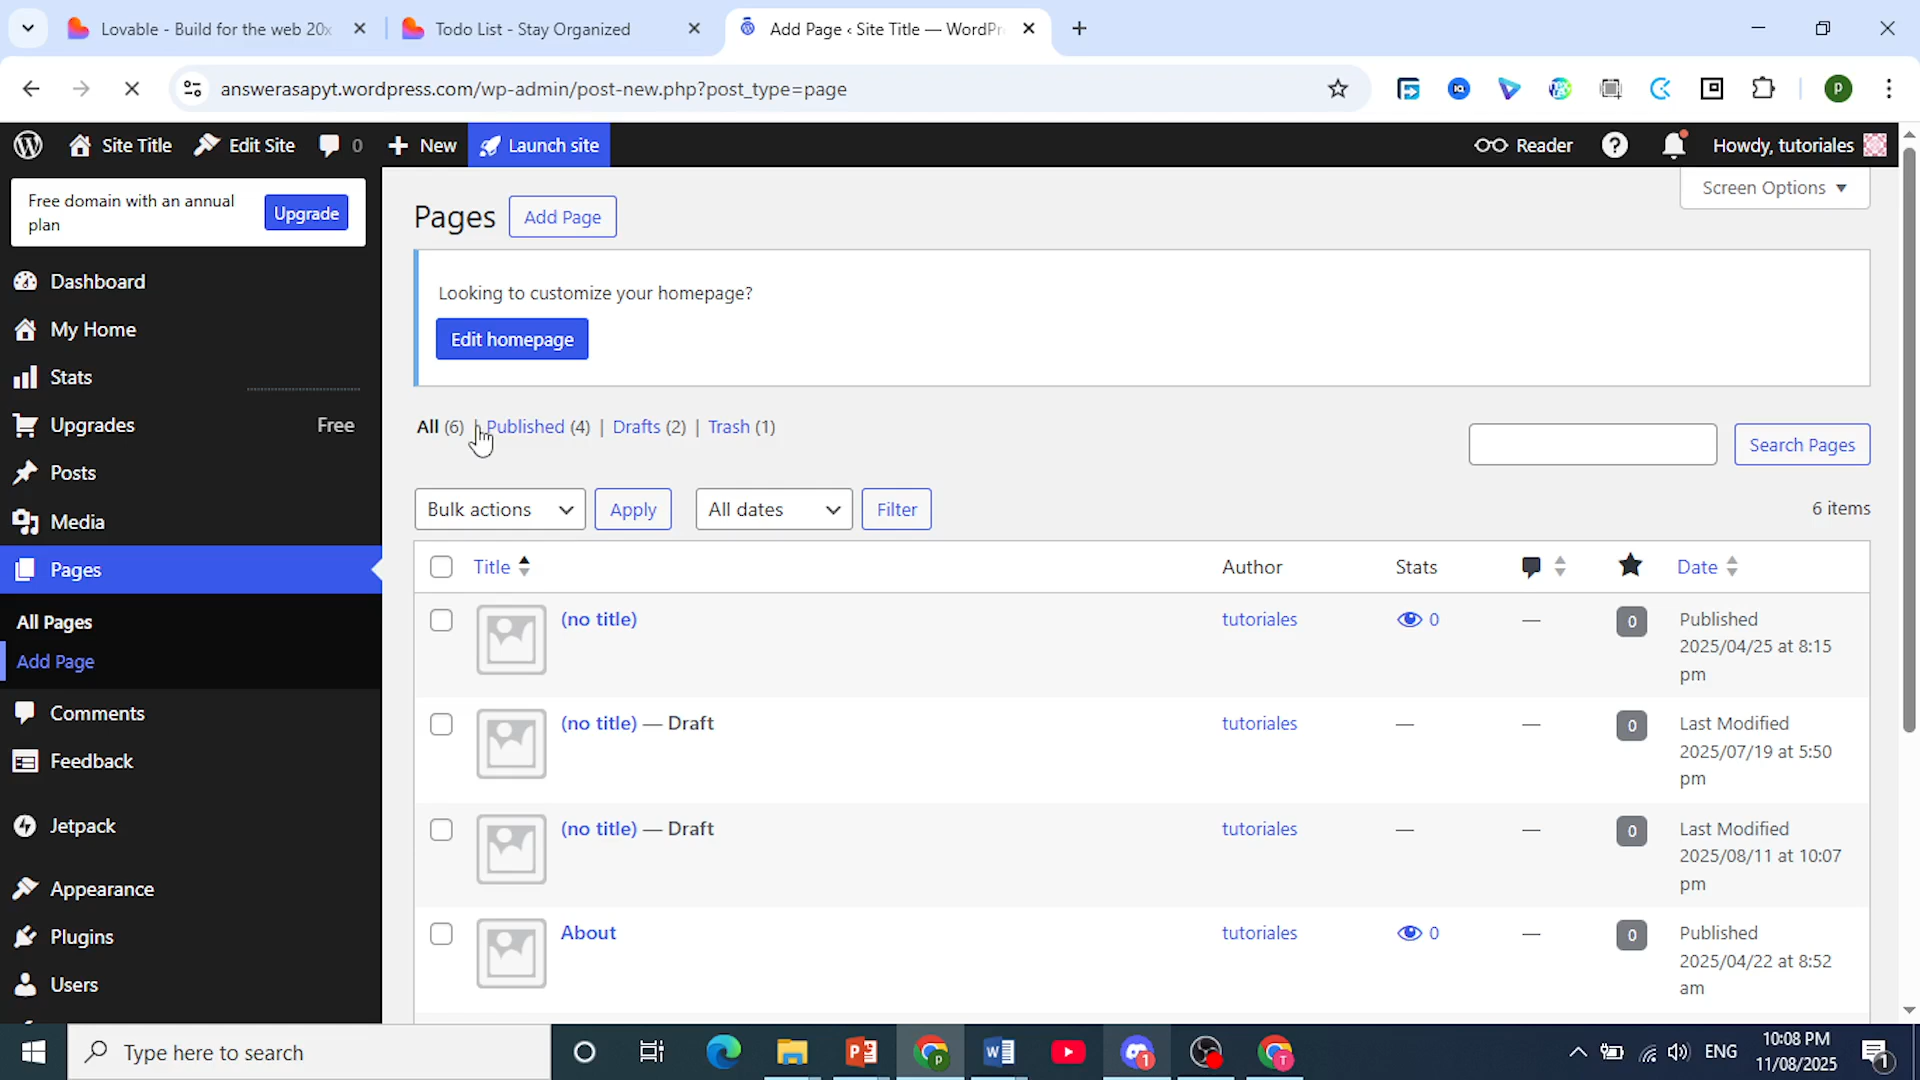 Lovable - Build for the web 20x
Todo List - Stay Organized
Add Page ‹ Site Title — WordPr
answerasapyt.wordpress.com/wp-admin/post-new.php?post_type=page
Site Title
Edit Site
0
New
Launch site
Reader
Howdy, tutoriales
Free domain with an annual
plan
Upgrade
Screen Options
Pages
Add Page
Looking to customize your homepage?
Edit homepage
Dashboard
My Home
Stats
Upgrades
Free
Posts
Media
Pages
All Pages
Add Page
Comments
Feedback
Jetpack
Appearance
Plugins
Users
All (6) | Published (4) | Drafts (2) | Trash (1)
Search Pages
Bulk actions
Apply
All dates
Filter
6 items
Title
Author
Stats
Date
(no title)
tutoriales
0
—
0
Published
2025/04/25 at 8:15
pm
(no title) — Draft
tutoriales
—
—
0
Last Modified
2025/07/19 at 5:50
pm
(no title) — Draft
tutoriales
—
—
0
Last Modified
2025/08/11 at 10:07
pm
About
tutoriales
0
—
0
Published
2025/04/22 at 8:52
am
Type here to search
ENG
10:08 PM
11/08/2025
1